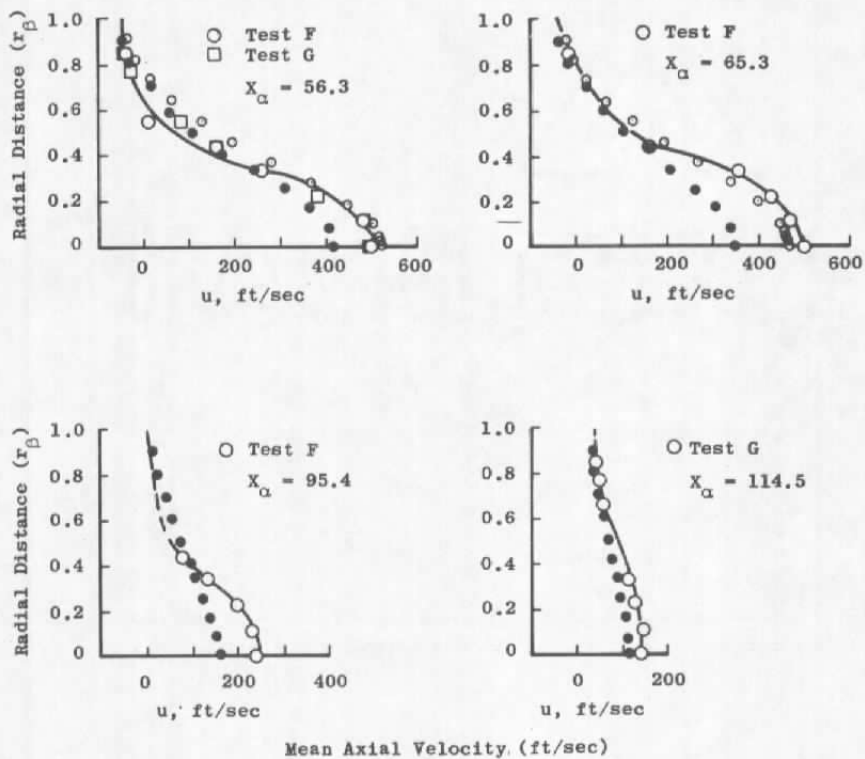 Radial Distance (rβ)
1.0
0.8
0.6
0.4
0.2
0
Test F
Test G
Xα = 56.3
0 200 400 600
u, ft/sec
1.0
0.8
0.6
0.4
0.2
0
Test F
Xα = 65.3
0 200 400 600
u, ft/sec
Radial Distance (rβ)
1.0
0.8
0.6
0.4
0.2
0
Test F
Xα = 95.4
0 200 400
u, ft/sec
1.0
0.8
0.6
0.4
0.2
0
Test G
Xα = 114.5
0 200
u, ft/sec
Mean Axial Velocity (ft/sec)